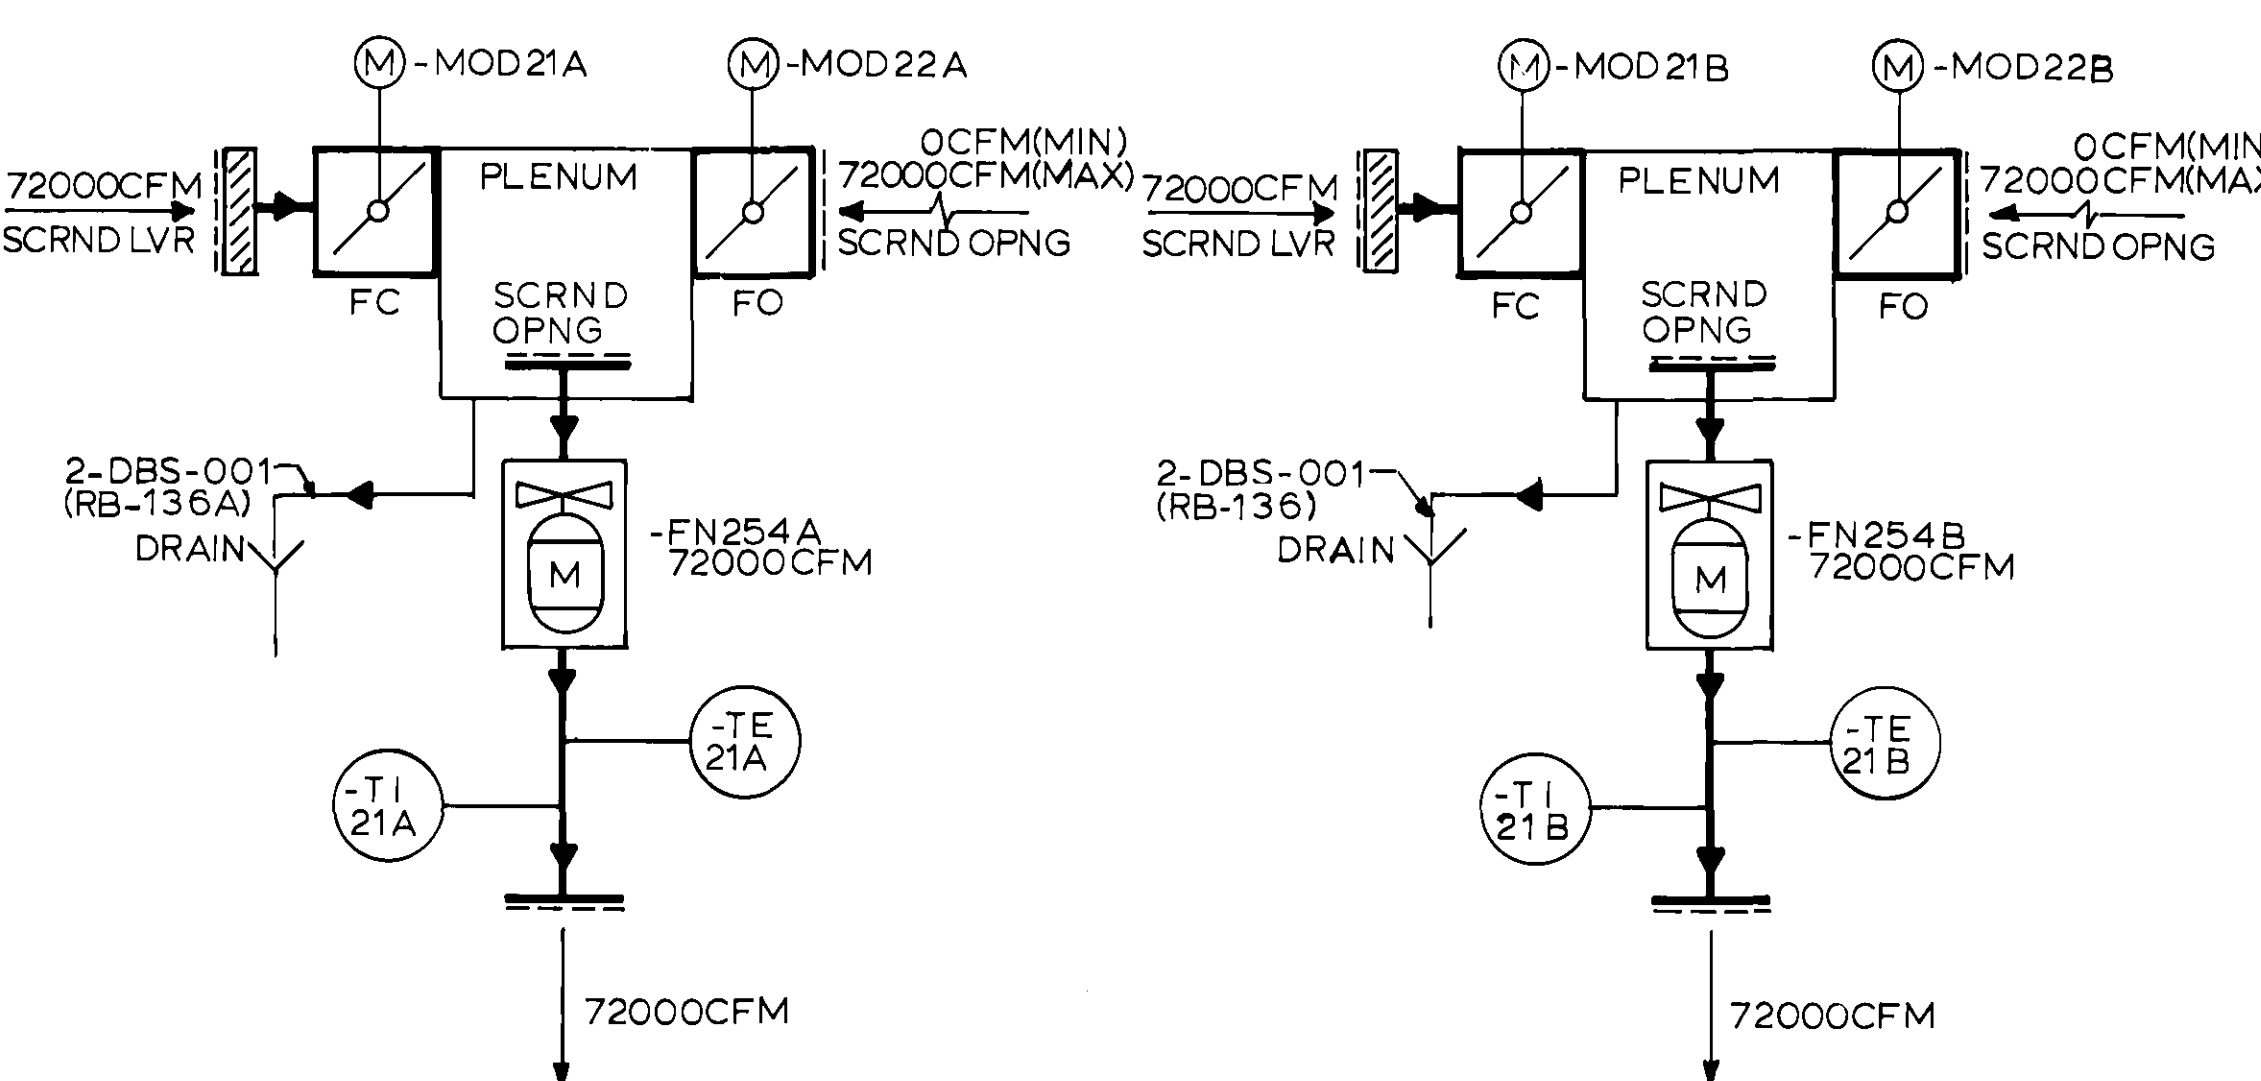 M -MOD21A
M -MOD22A
72000CFM
SCRND LVR
FC
PLENUM
SCRND
OPNG
FO
0CFM(MIN)
72000CFM(MAX)
SCRND OPNG
2-DBS-001
(RB-136A)
DRAIN
M
-FN254A
72000CFM
-TE
21A
-TI
21A
72000CFM
M -MOD21B
M -MOD22B
72000CFM
SCRND LVR
FC
PLENUM
SCRND
OPNG
FO
0CFM(MIN
72000CFM(MAX
SCRND OPNG
2-DBS-001
(RB-136)
DRAIN
M
-FN254B
72000CFM
-TE
21B
-TI
21B
72000CFM